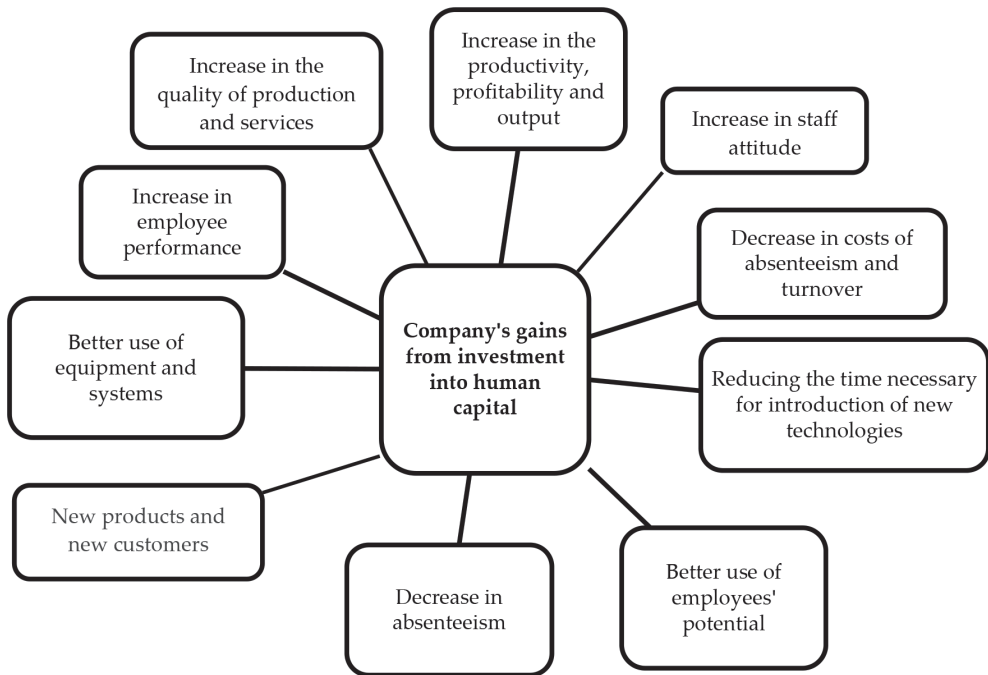 Increase in the
quality of production
and services
Increase in the
productivity,
profitability and
output
Increase in staff
attitude
Increase in
employee
performance
Decrease in costs of
absenteeism and
turnover
Better use of
equipment and
systems
Company's gains
from investment
into human
capital
Reducing the time necessary
for introduction of new
technologies
New products and
new customers
Decrease in
absenteeism
Better use of
employees'
potential